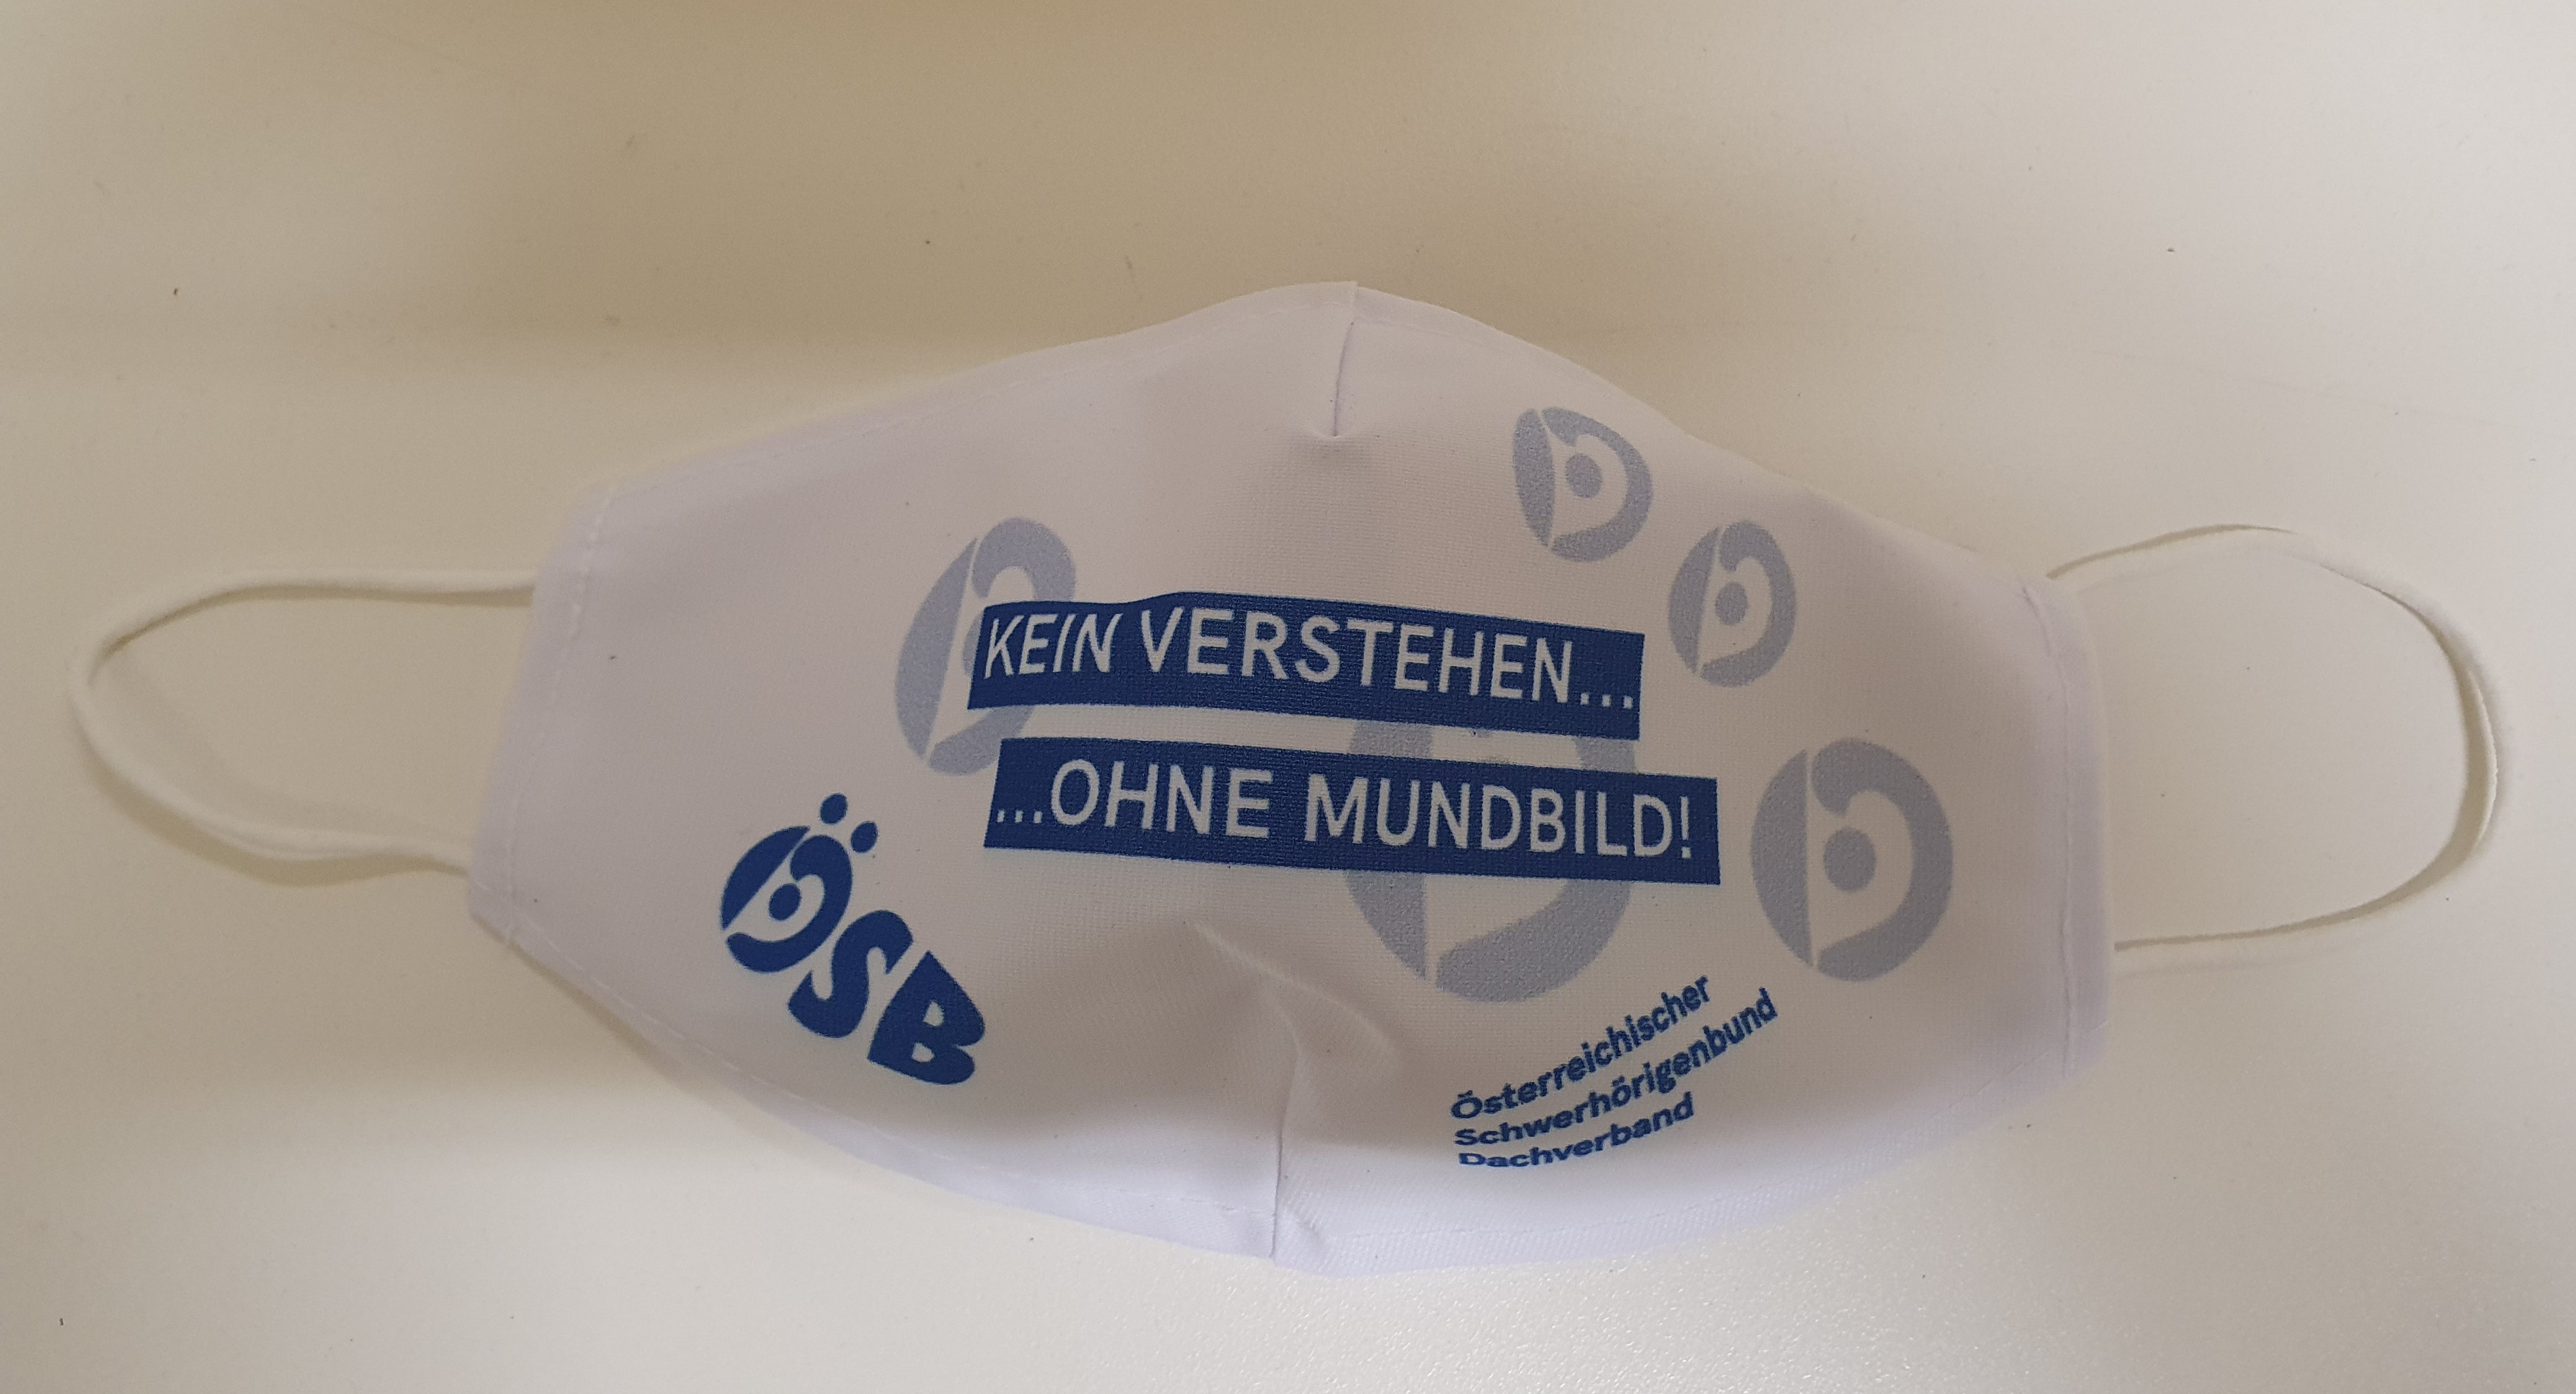 KEIN VERSTEHEN...
...OHNE MUNDBILD!
ÖSB
Österreichischer
Schwerhörigenbund
Dachverband